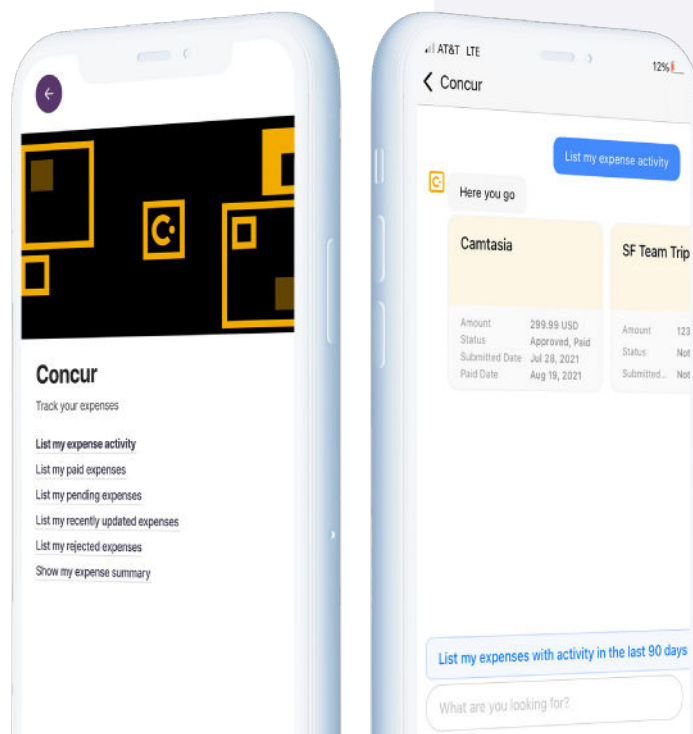 Concur
Track your expenses
List my expense activity
List my paid expenses
List my pending expenses
List my recently updated expenses
List my rejected expenses
Show my expense summary
AT&T LTE
12%
Concur
List my expense activity
Here you go
Camtasia
Amount 299.99 USD
Status Approved, Paid
Submitted Date Jul 28, 2021
Paid Date Aug 19, 2021
SF Team Trip
Amount 123
Status Not
Submitted... Not
List my expenses with activity in the last 90 days
What are you looking for?